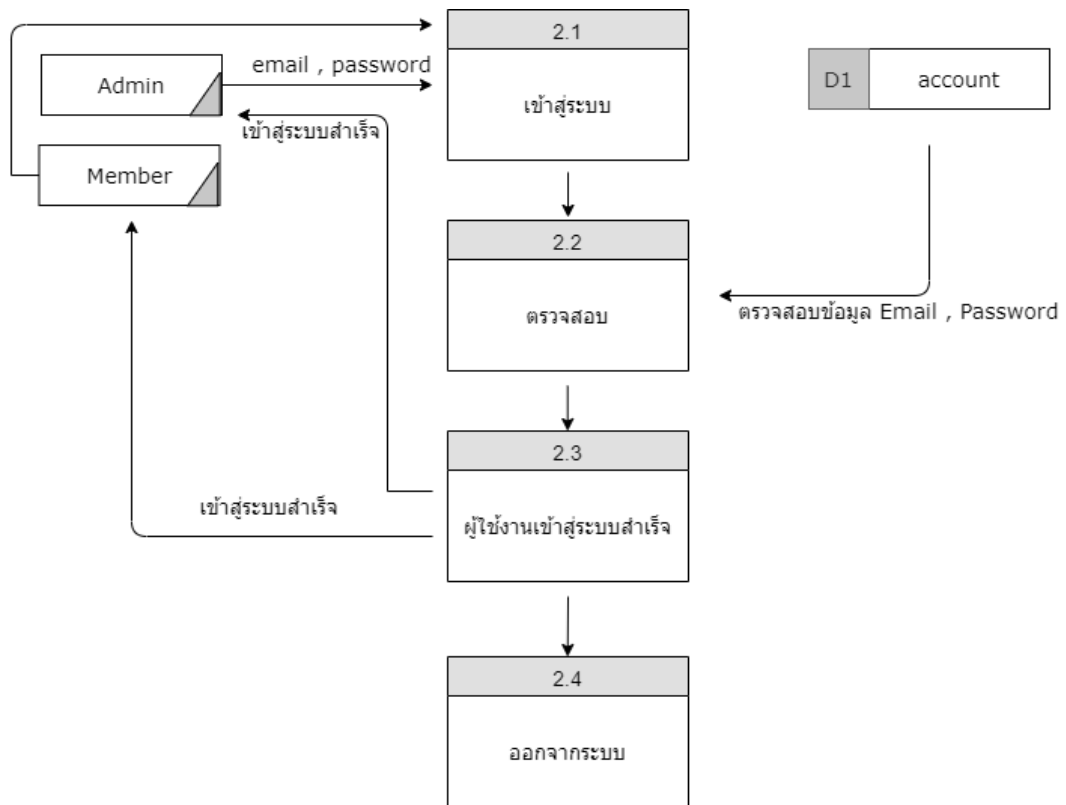 2.1
Admin
email , password
เข้าสู่ระบบ
D1
account
เข้าสู่ระบบสำเร็จ
Member
2.2
ตรวจสอบ
ตรวจสอบข้อมูล Email , Password
2.3
เข้าสู่ระบบสำเร็จ
ผู้ใช้งานเข้าสู่ระบบสำเร็จ
2.4
ออกจากระบบ